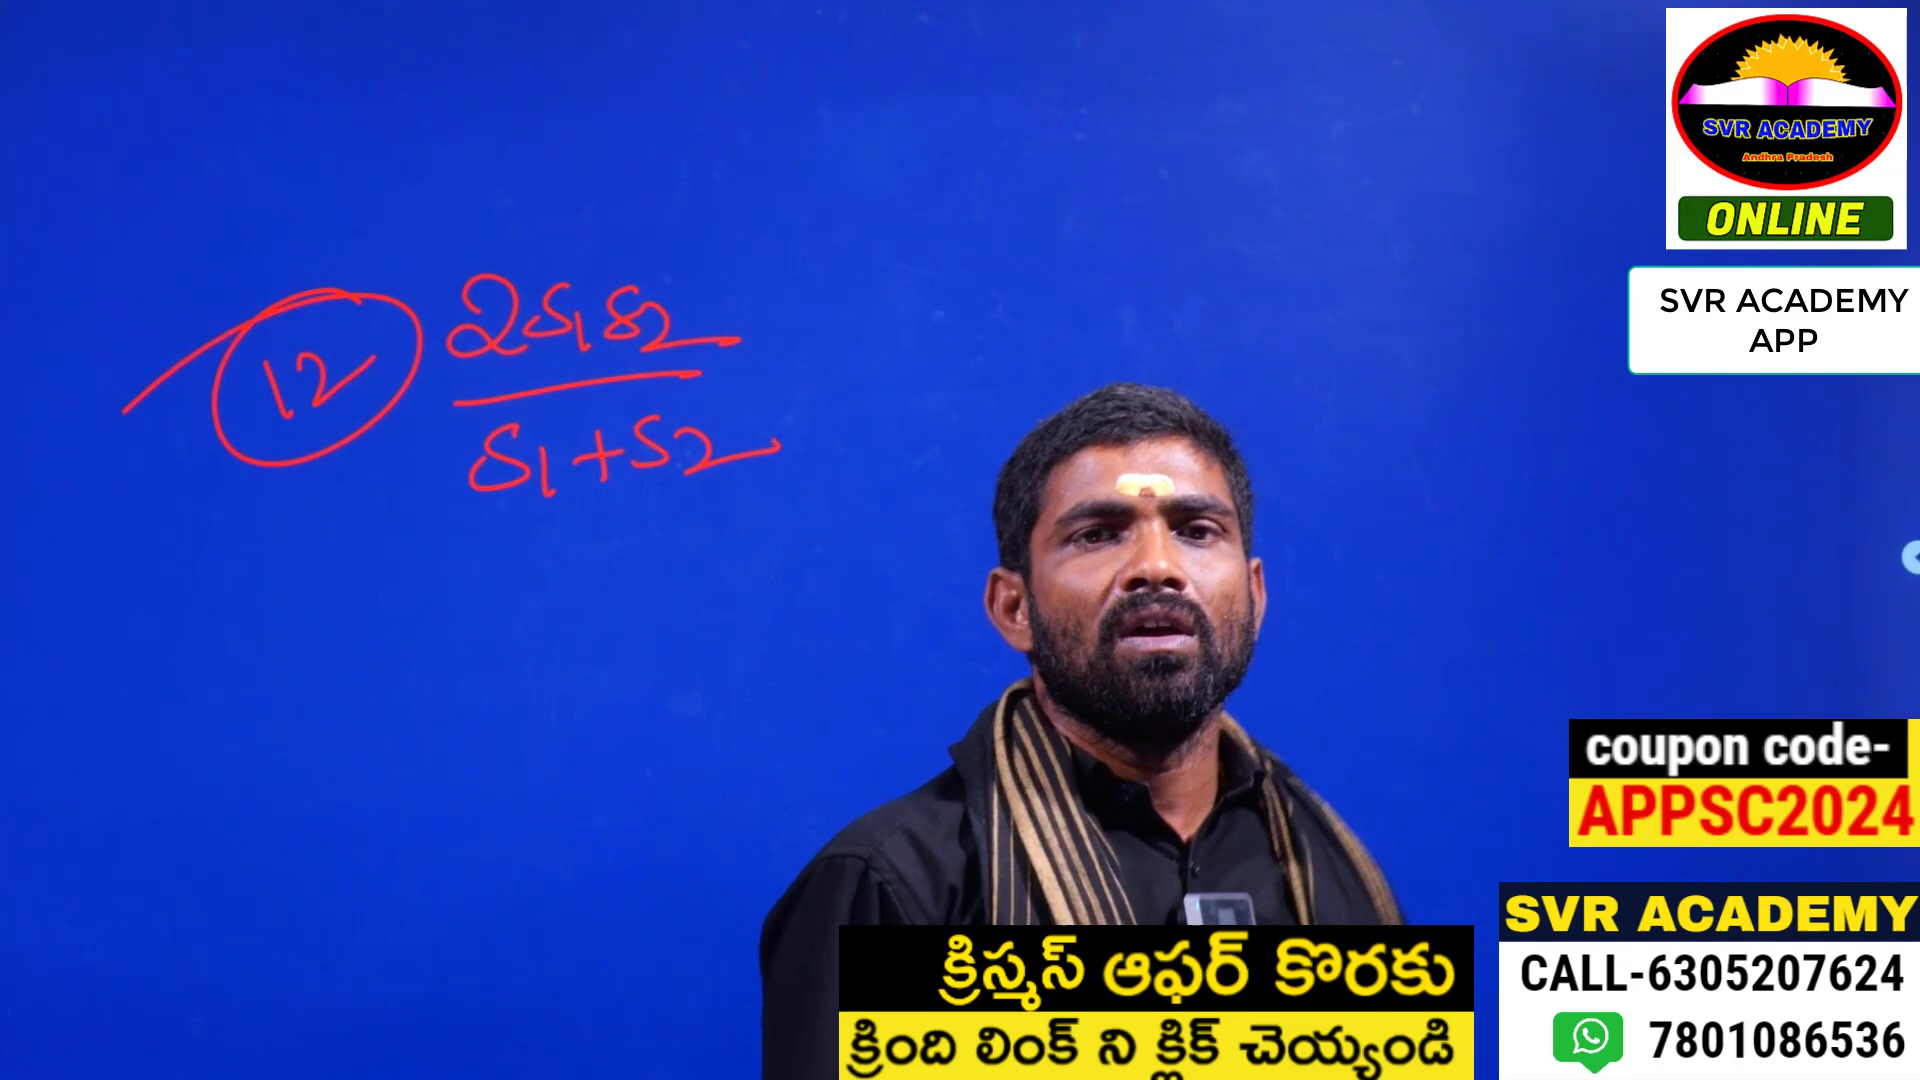 12
2S1S2
S1+S2
SVR ACADEMY
Andhra Pradesh
ONLINE
SVR ACADEMY
APP
coupon code-
APPSC2024
SVR ACADEMY
CALL-6305207624
7801086536
క్రిస్మస్ ఆఫర్ కొరకు
క్రింది లింక్ ని క్లిక్ చెయ్యండి